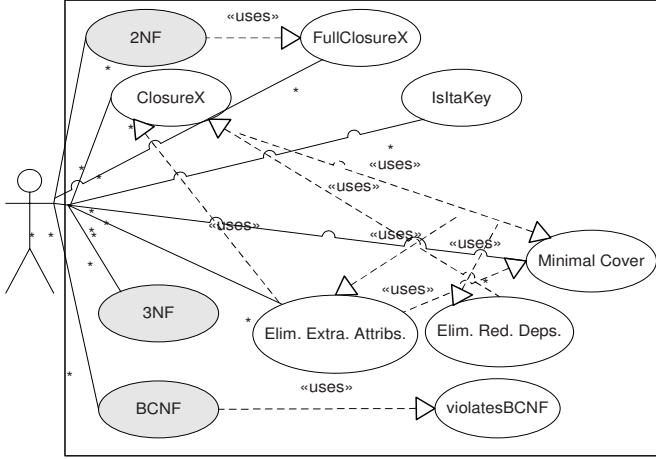 «uses»
2NF
FullClosureX
*
ClosureX
*
IsItaKey
*
*
«uses»
*
*
«uses»
*
«uses»
«uses»
*
*
*
*
*
«uses»
Minimal Cover
*
«uses»
*
3NF
*
Elim. Extra. Attribs.
Elim. Red. Deps.
*
«uses»
BCNF
violatesBCNF